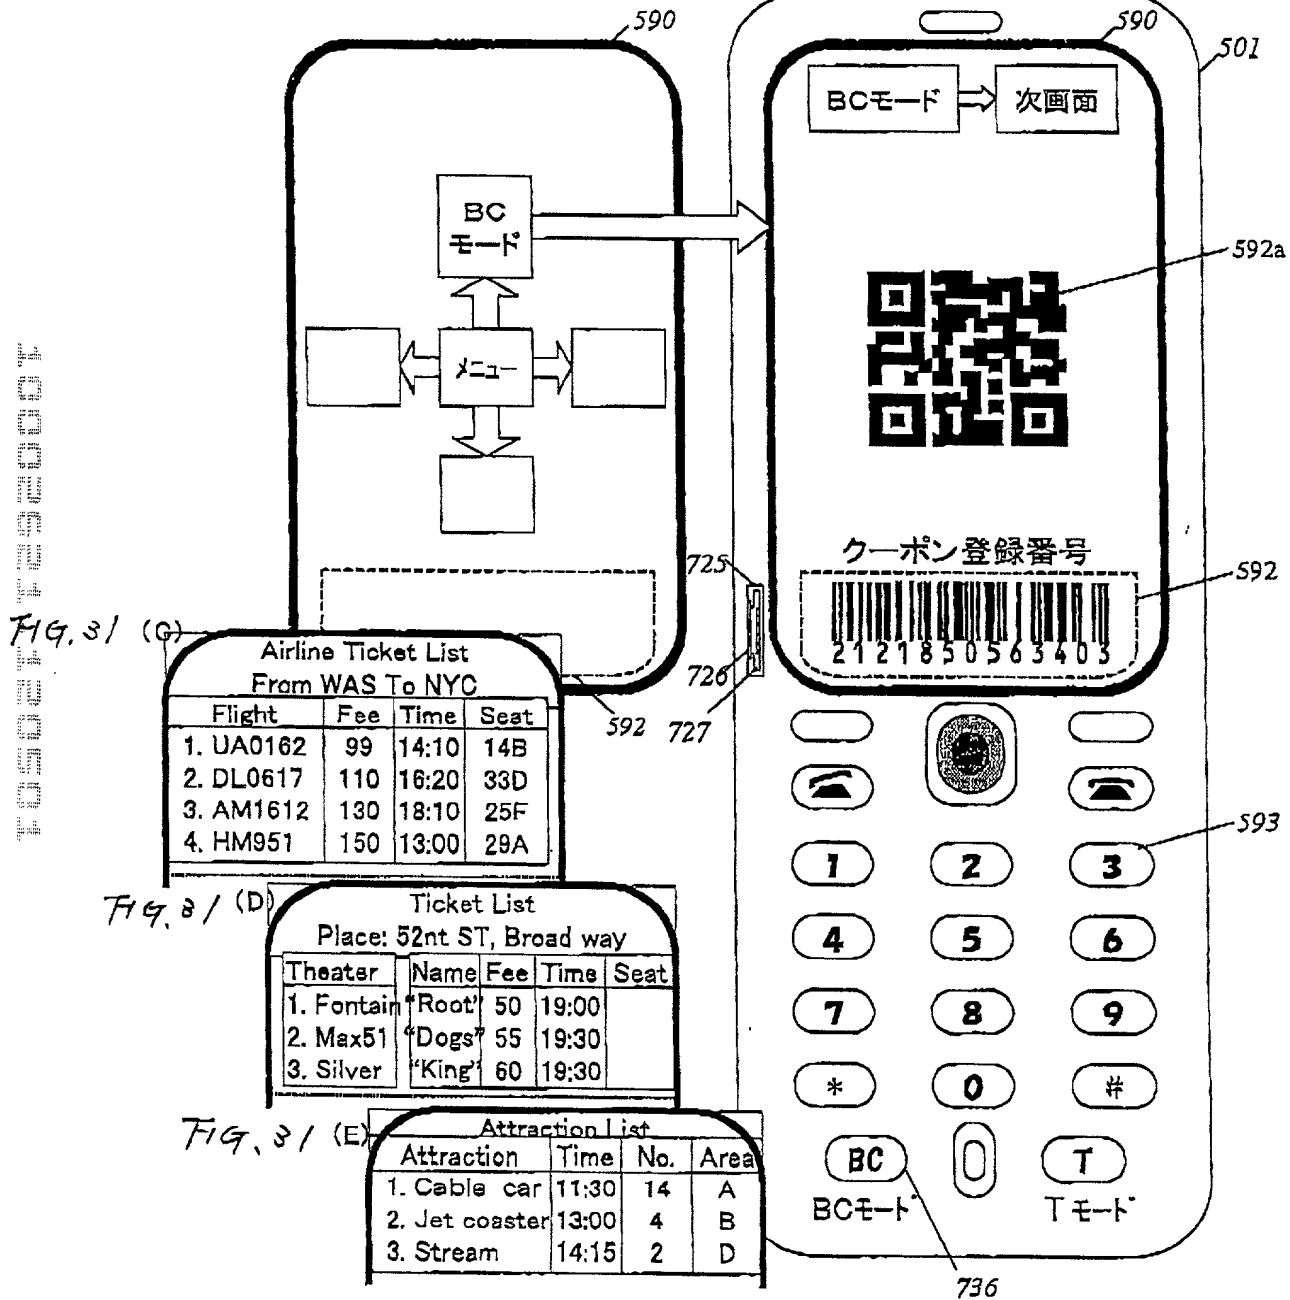 590
590
501
BCモード
次画面
BC
モード
592a
メニュー
クーポン登録番号
725
592
2121850563403
726
727
592
FIG. 31 (C)
Airline Ticket List
From WAS To NYC
Flight Fee Time Seat
1. UA0162 99 14:10 14B
2. DL0617 110 16:20 33D
3. AM1612 130 18:10 25F
4. HM951 150 13:00 29A
593
1 2 3
4 5 6
7 8 9
* 0 #
FIG. 31 (D)
Ticket List
Place: 52nt ST, Broad way
Theater Name Fee Time Seat
1. Fontain "Root" 50 19:00
2. Max51 "Dogs" 55 19:30
3. Silver "King" 60 19:30
FIG. 31 (E)
Attraction List
Attraction Time No. Area
1. Cable car 11:30 14 A
2. Jet coaster 13:00 4 B
3. Stream 14:15 2 D
BC T
BCモード Tモード
736